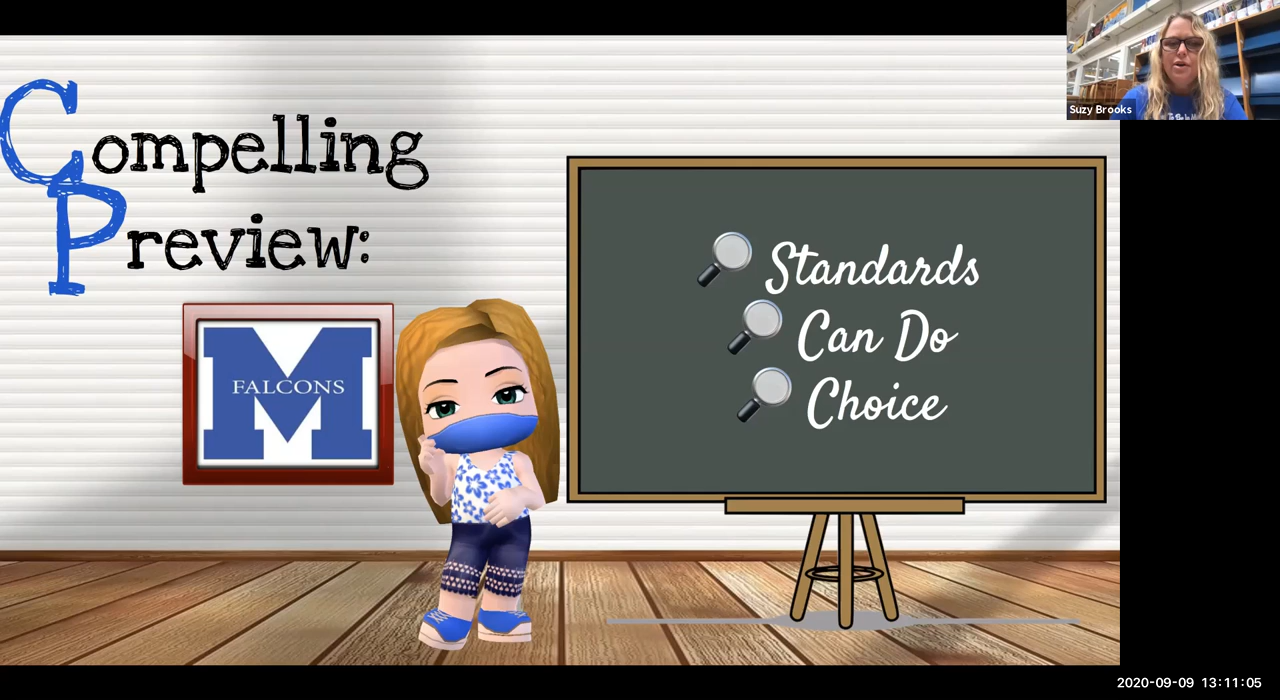 Compelling
Preview:
FALCONS
M
Standards
Can Do
Choice
Suzy Brooks
2020-09-09 13:11:05